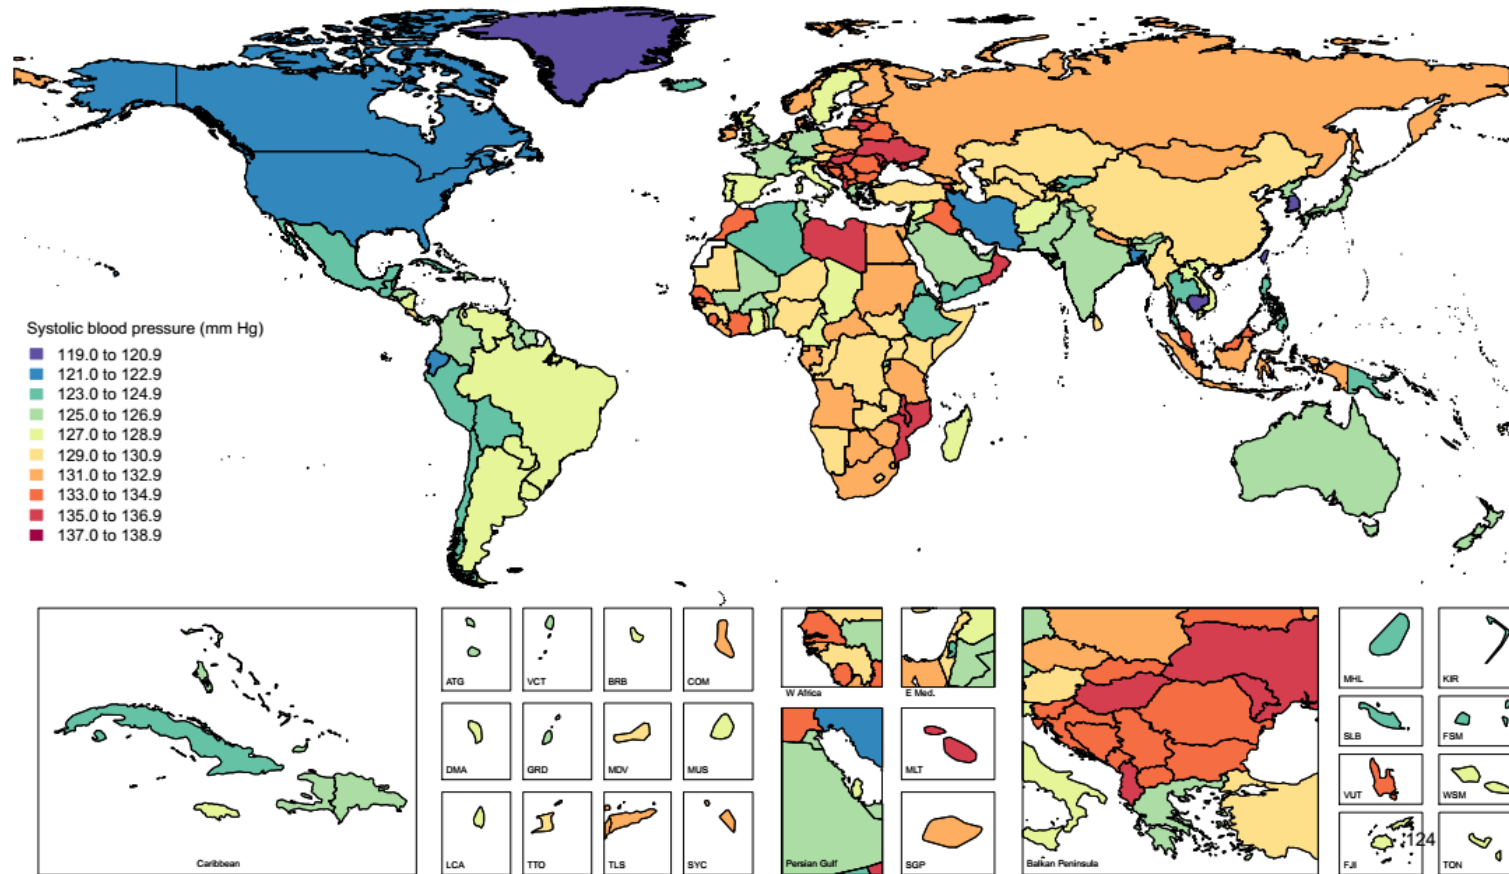 Systolic blood pressure (mm Hg)
119.0 to 120.9
121.0 to 122.9
123.0 to 124.9
125.0 to 126.9
127.0 to 128.9
129.0 to 130.9
131.0 to 132.9
133.0 to 134.9
135.0 to 136.9
137.0 to 138.9
Caribbean
ATG
VCT
BRB
COM
DMA
GRD
MDV
MUS
LCA
TTO
TLS
SYC
W Africa
E Med.
Persian Gulf
MLT
SGP
Balkan Peninsula
MHL
KIR
SLB
FSM
VUT
WSM
FJI
124
TON